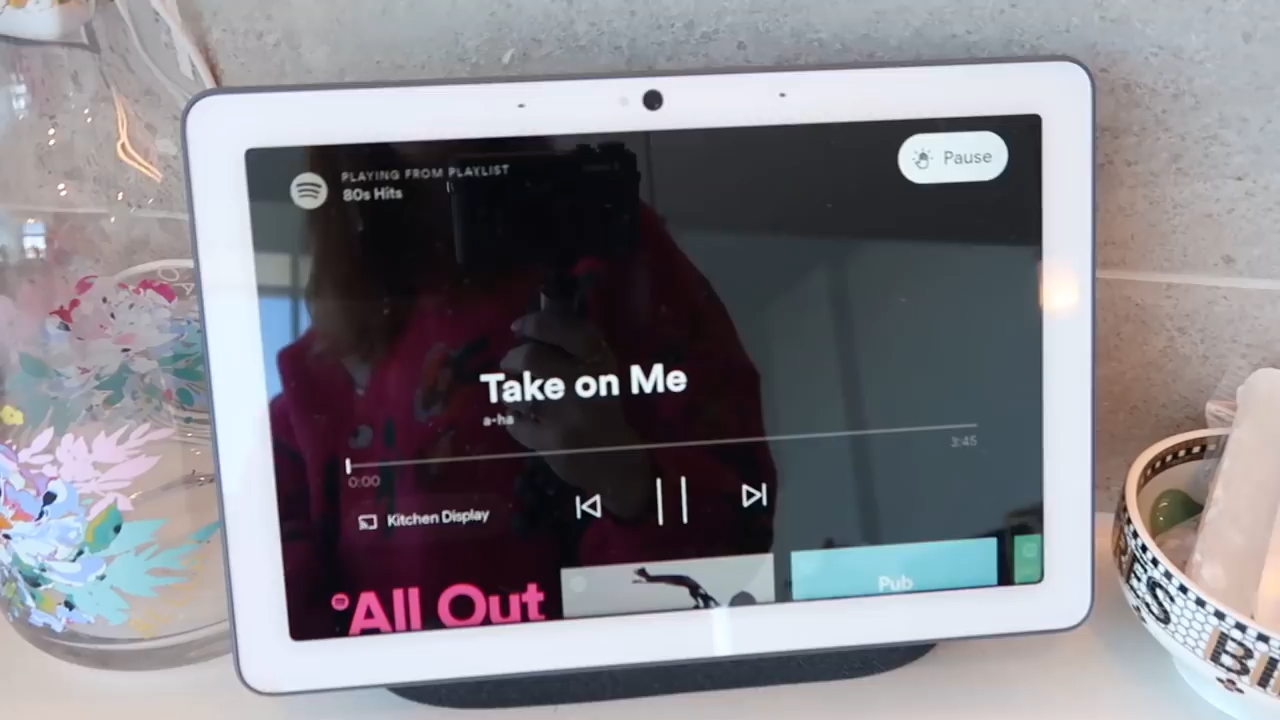 PLAYING FROM PLAYLIST
80s Hits
Pause
Take on Me
a-ha
3:45
0:00
Kitchen Display
All Out
Pub
BI